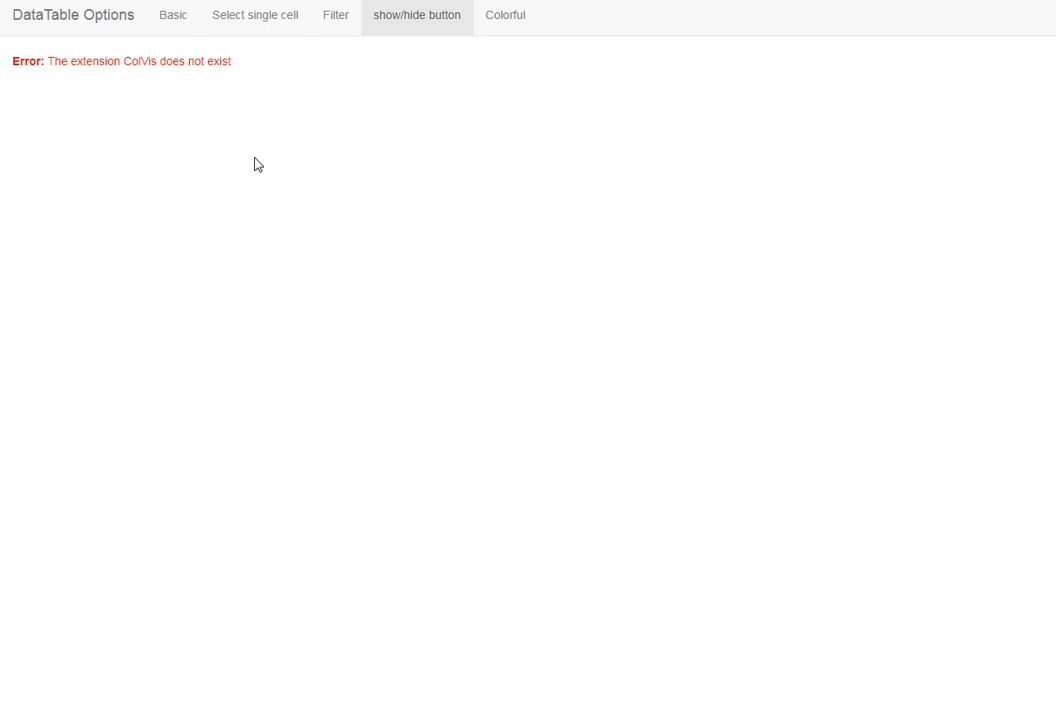 DataTable Options Basic Select single cell Filter show/hide button Colorful
Error: The extension ColVis does not exist